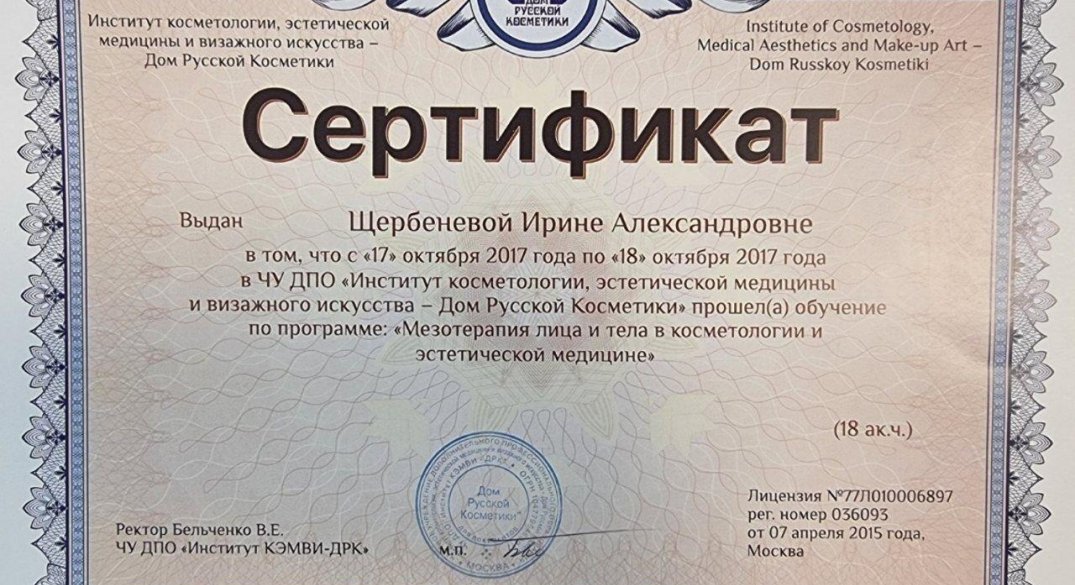 ДОМ
РУССКОЙ
КОСМЕТИКИ
Институт косметологии, эстетической
медицины и визажного искусства –
Дом Русской Косметики
Institute of Cosmetology,
Medical Aesthetics and Make-up Art –
Dom Russkoy Kosmetiki
Сертификат
Выдан Щербеневой Ирине Александровне
в том, что с «17» октября 2017 года по «18» октября 2017 года
в ЧУ ДПО «Институт косметологии, эстетической медицины
и визажного искусства – Дом Русской Косметики» прошел(а) обучение
по программе: «Мезотерапия лица и тела в косметологии и
эстетической медицине»
(18 ак.ч.)
Дом
Русской
Косметики
МОСКВА
Ректор Бельченко В.Е.
ЧУ ДПО «Институт КЭМВИ-ДРК»
м.п.
Лицензия №77Л010006897
рег. номер 036093
от 07 апреля 2015 года,
Москва